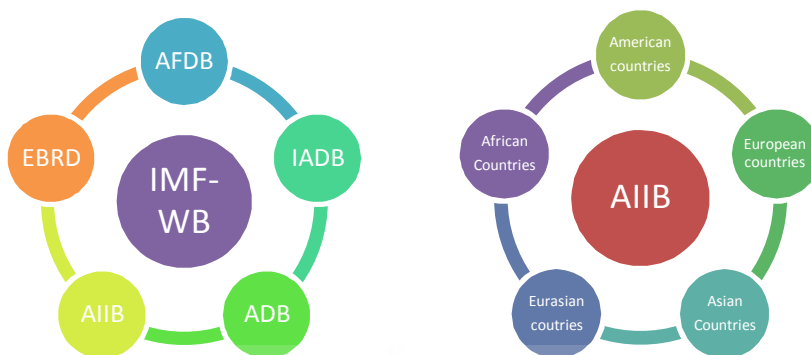 AFDB
IADB
ADB
AIIB
EBRD
IMF-
WB
American
countries
European
countries
Asian
Countries
Eurasian
coutries
African
Countries
AIIB